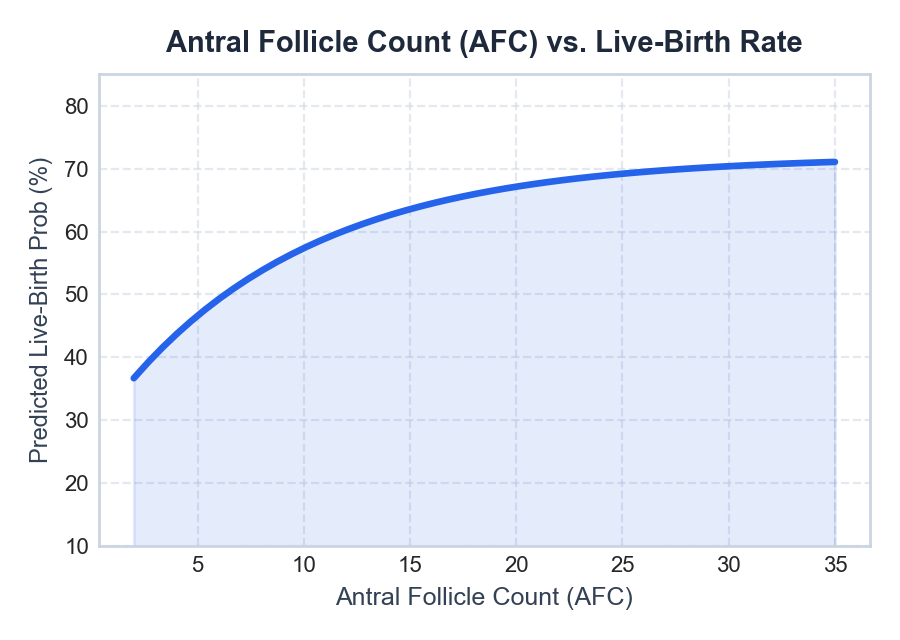 Antral Follicle Count (AFC) vs. Live-Birth Rate
Predicted Live-Birth Prob (%)
80
70
60
50
40
30
20
10
5 10 15 20 25 30 35
Antral Follicle Count (AFC)